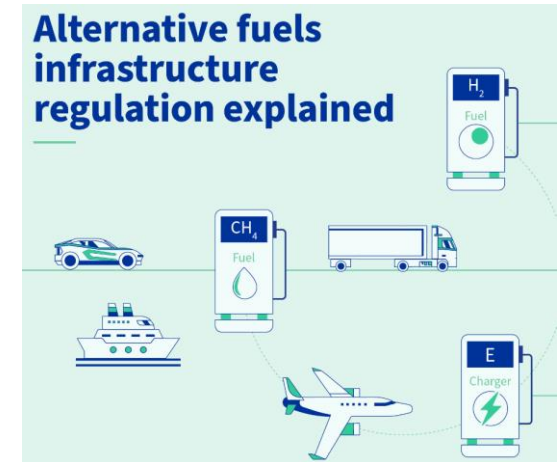 Alternative fuels
infrastructure
regulation explained
H₂
Fuel
CH₄
Fuel
E
Charger